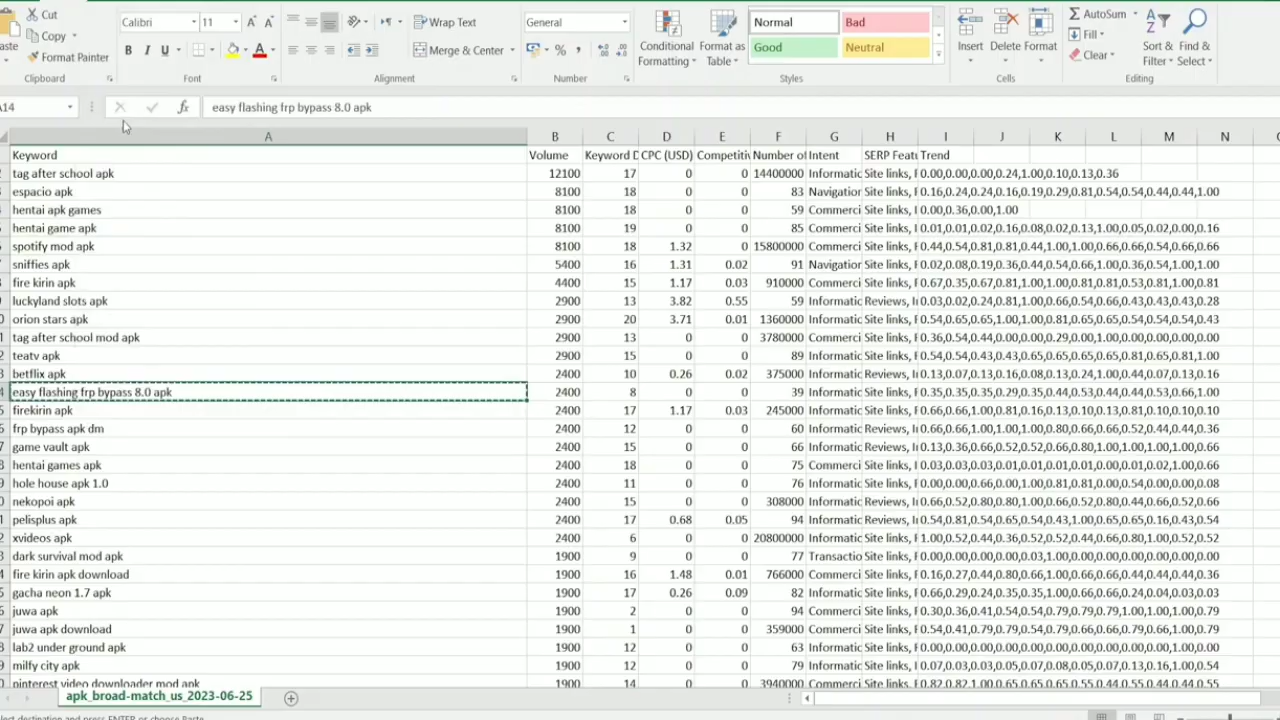 Cut
Copy
Format Painter
Clipboard
Calibri 11
B I U
Font
Wrap Text
Merge & Center
Alignment
General
% ,
Number
Conditional Formatting
Format as Table
Normal Bad
Good Neutral
Styles
Insert Delete Format
Cells
AutoSum
Fill
Clear
Sort & Filter
Find & Select
Editing
A14 fx easy flashing frp bypass 8.0 apk
A B C D E F G H I J K L M N
Keyword Volume Keyword D CPC (USD) Competitiv Number of Intent SERP Featu Trend
tag after school apk 12100 17 0 0 14400000 Informatic Site links, F 0.00,0.00,0.00,0.24,1.00,0.10,0.13,0.36
espacio apk 8100 18 0 0 83 Navigation Site links, F 0.16,0.24,0.24,0.16,0.19,0.29,0.81,0.54,0.54,0.44,0.44,1.00
hentai apk games 8100 18 0 0 59 Commerci Site links, I 0.00,0.36,0.00,1.00
hentai game apk 8100 19 0 0 85 Commerci Site links, F 0.01,0.01,0.02,0.16,0.08,0.02,0.13,1.00,0.05,0.02,0.00,0.16
spotify mod apk 8100 18 1.32 0 15800000 Commerci Site links, F 0.44,0.54,0.81,0.81,0.44,1.00,1.00,0.66,0.66,0.54,0.66,0.66
sniffies apk 5400 16 1.31 0.02 91 Navigation Site links, F 0.02,0.08,0.19,0.36,0.44,0.54,0.66,1.00,0.36,0.54,1.00,1.00
fire kirin apk 4400 15 1.17 0.03 910000 Commerci Site links, F 0.67,0.35,0.67,0.81,1.00,1.00,0.81,0.81,0.53,0.81,1.00,0.81
luckyland slots apk 2900 13 3.82 0.55 59 Informatic Reviews, Ir 0.03,0.02,0.24,0.81,1.00,0.66,0.54,0.66,0.43,0.43,0.43,0.28
orion stars apk 2900 20 3.71 0.01 1360000 Informatic Site links, F 0.54,0.65,0.65,1.00,1.00,0.81,0.65,0.65,0.54,0.54,0.54,0.43
tag after school mod apk 2900 13 0 0 3780000 Commerci Site links, F 0.36,0.54,0.44,0.00,0.00,0.29,0.00,1.00,0.00,0.00,0.00,0.00
teatv apk 2900 15 0 0 89 Informatic Site links, F 0.54,0.54,0.43,0.43,0.65,0.65,0.65,0.65,0.81,0.65,0.81,1.00
betflix apk 2400 10 0.26 0.02 375000 Informatic Reviews, Ir 0.13,0.07,0.13,0.16,0.08,0.13,0.24,1.00,0.44,0.07,0.13,0.16
easy flashing frp bypass 8.0 apk 2400 8 0 0 39 Informatic Site links, F 0.35,0.35,0.35,0.29,0.35,0.44,0.53,0.44,0.44,0.53,0.66,1.00
firekirin apk 2400 17 1.17 0.03 245000 Informatic Site links, F 0.66,0.66,1.00,0.81,0.16,0.13,0.10,0.13,0.81,0.10,0.10,0.10
frp bypass apk dm 2400 12 0 0 60 Informatic Reviews, Ir 0.66,0.66,1.00,1.00,1.00,0.80,0.66,0.66,0.52,0.44,0.44,0.36
game vault apk 2400 15 0 0 66 Informatic Reviews, Ir 0.13,0.36,0.66,0.52,0.52,0.66,0.80,1.00,1.00,1.00,1.00,0.66
hentai games apk 2400 18 0 0 75 Commerci Site links, I 0.03,0.03,0.03,0.01,0.01,0.01,0.01,0.00,0.01,0.02,1.00,0.66
hole house apk 1.0 2400 11 0 0 76 Informatic Site links, F 0.00,0.00,0.66,0.00,1.00,0.81,0.81,0.00,0.54,0.00,0.00,0.08
nekopoi apk 2400 15 0 0 308000 Informatic Reviews, Ir 0.66,0.52,0.80,0.80,1.00,0.66,0.52,0.80,0.44,0.66,0.52,0.66
pelisplus apk 2400 17 0.68 0.05 94 Informatic Reviews, Ir 0.54,0.81,0.54,0.65,0.54,0.43,1.00,0.65,0.65,0.16,0.43,0.54
xvideos apk 2400 6 0 0 20800000 Informatic Site links, F 1.00,0.52,0.44,0.36,0.52,0.52,0.44,0.66,0.80,1.00,0.52,0.52
dark survival mod apk 1900 9 0 0 77 Transactio Site links, F 0.00,0.00,0.00,0.00,0.03,1.00,0.00,0.00,0.00,0.00,0.00,0.00
fire kirin apk download 1900 16 1.48 0.01 766000 Commerci Site links, F 0.16,0.27,0.44,0.80,0.66,1.00,0.66,0.66,0.44,0.44,0.44,0.36
gacha neon 1.7 apk 1900 17 0.26 0.09 82 Informatic Site links, F 0.66,0.29,0.24,0.35,0.35,1.00,0.66,0.66,0.24,0.04,0.03,0.03
juwa apk 1900 2 0 0 94 Commerci Site links, F 0.30,0.36,0.41,0.54,0.54,0.79,0.79,0.79,1.00,1.00,1.00,0.79
juwa apk download 1900 1 0 0 359000 Commerci Site links, F 0.54,0.41,0.79,0.79,0.54,0.79,0.66,0.66,0.79,0.66,1.00,0.79
lab2 under ground apk 1900 12 0 0 63 Informatic Site links, F 0.00,0.00,0.00,0.00,0.00,0.00,0.00,0.00,0.00,0.00,1.00,0.00
milfy city apk 1900 12 0 0 79 Informatic Site links, F 0.07,0.03,0.03,0.05,0.07,0.08,0.05,0.07,0.13,0.16,1.00,0.54
pinterest video downloader mod apk 1900 14 0 0 3940000 Commerci Site links, F 0.82,0.82,1.00,0.65,0.65,0.55,0.55,0.44,0.55,0.44,0.44,0.55
apk_broad-match_us_2023-06-25